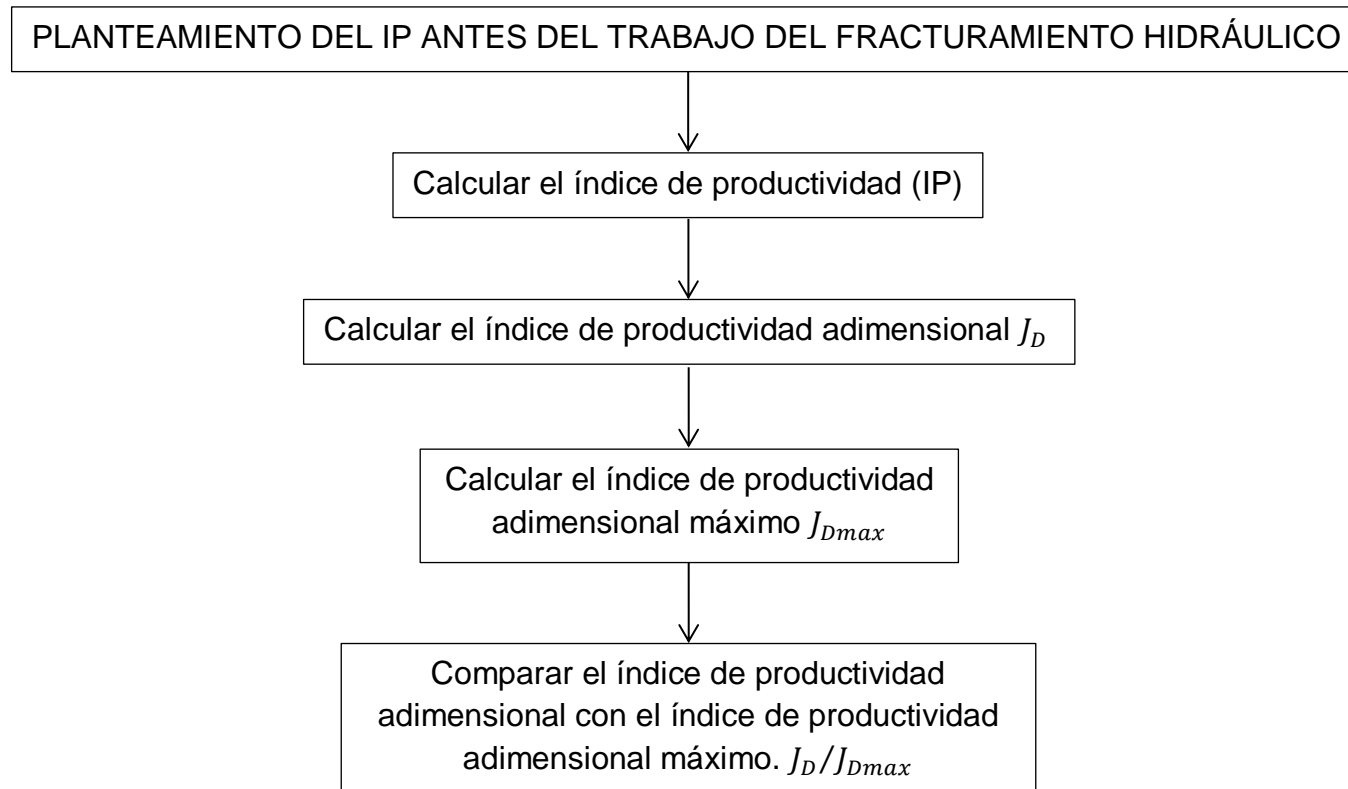 PLANTEAMIENTO DEL IP ANTES DEL TRABAJO DEL FRACTURAMIENTO HIDRÁULICO
Calcular el índice de productividad (IP)
Calcular el índice de productividad adimensional J_D
Calcular el índice de productividad
adimensional máximo J_Dmax
Comparar el índice de productividad
adimensional con el índice de productividad
adimensional máximo. J_D/J_Dmax